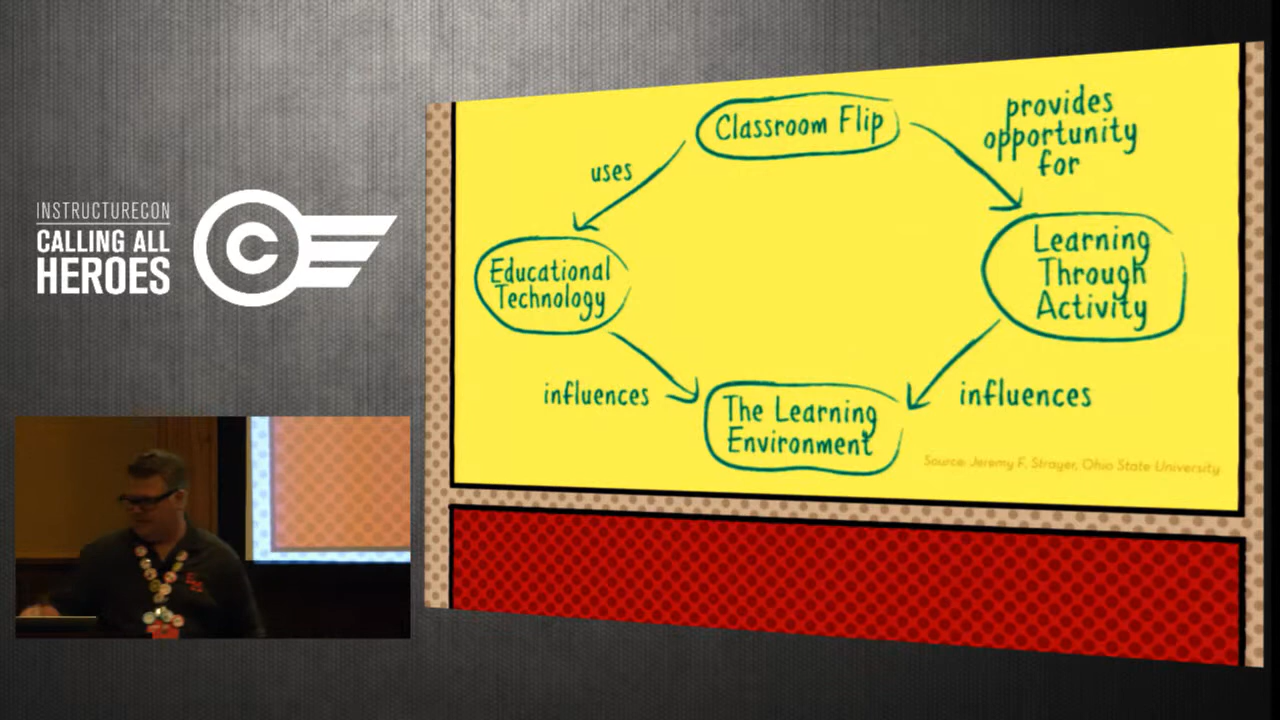 INSTRUCTURECON
CALLING ALL
HEROES
C
Classroom Flip
uses
provides
opportunity
for
Educational
Technology
Learning
Through
Activity
influences
influences
The Learning
Environment
Source: Jeremy F. Strayer, Ohio State University